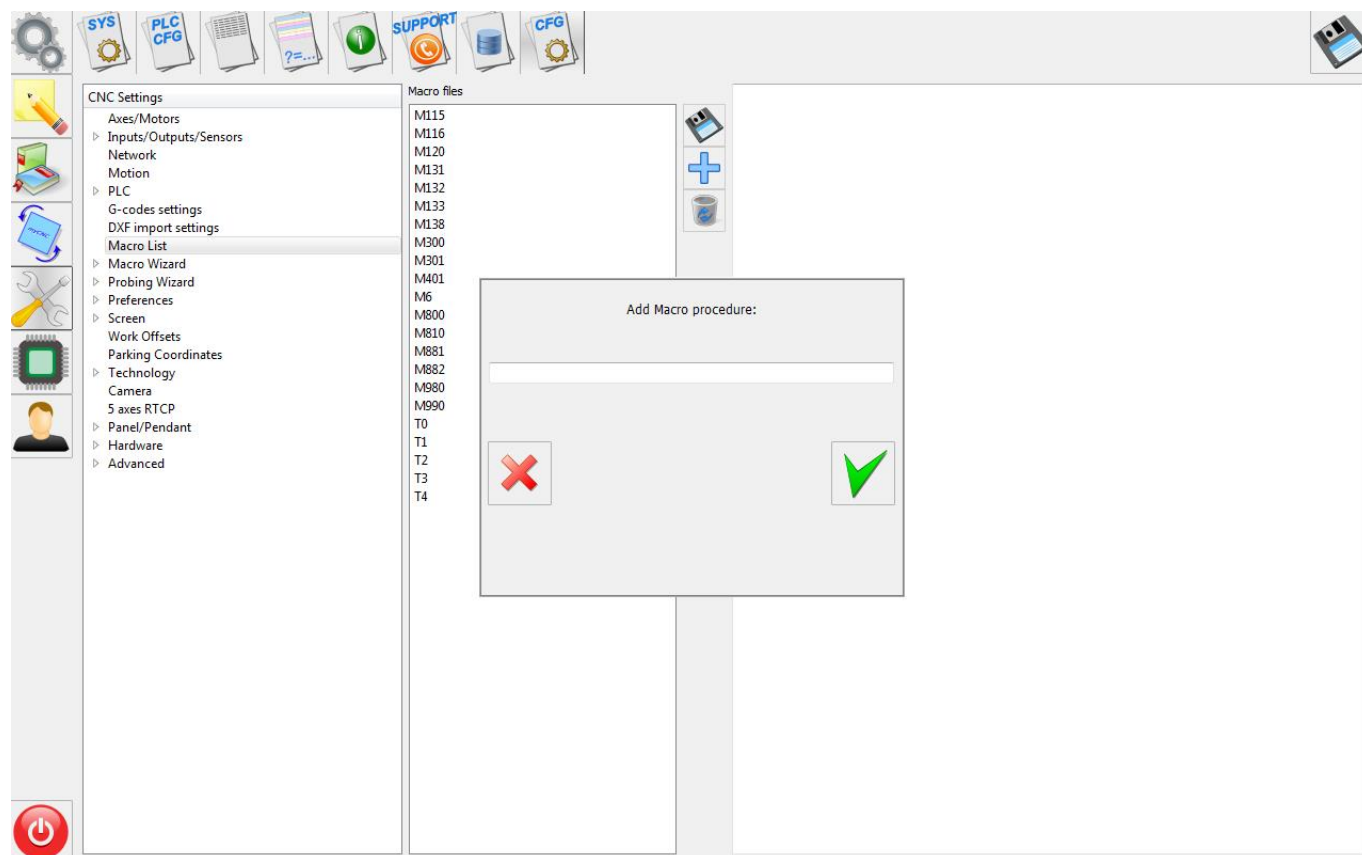 SYS
PLC
CFG
?=...
SUPPORT
CFG
myCNC
CNC Settings
Axes/Motors
Inputs/Outputs/Sensors
Network
Motion
PLC
G-codes settings
DXF import settings
Macro List
Macro Wizard
Probing Wizard
Preferences
Screen
Work Offsets
Parking Coordinates
Technology
Camera
5 axes RTCP
Panel/Pendant
Hardware
Advanced
Macro files
M115
M116
M120
M131
M132
M133
M138
M300
M301
M401
M6
M800
M810
M881
M882
M980
M990
T0
T1
T2
T3
T4
Add Macro procedure: